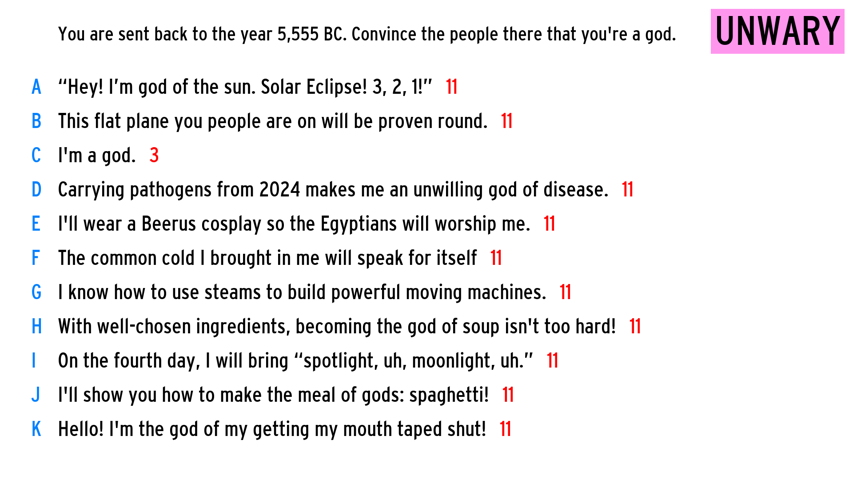 You are sent back to the year 5,555 BC. Convince the people there that you're a god.
UNWARY
A “Hey! I’m god of the sun. Solar Eclipse! 3, 2, 1!” 11
B This flat plane you people are on will be proven round. 11
C I'm a god. 3
D Carrying pathogens from 2024 makes me an unwilling god of disease. 11
E I'll wear a Beerus cosplay so the Egyptians will worship me. 11
F The common cold I brought in me will speak for itself 11
G I know how to use steams to build powerful moving machines. 11
H With well-chosen ingredients, becoming the god of soup isn't too hard! 11
I On the fourth day, I will bring “spotlight, uh, moonlight, uh.” 11
J I'll show you how to make the meal of gods: spaghetti! 11
K Hello! I'm the god of my getting my mouth taped shut! 11